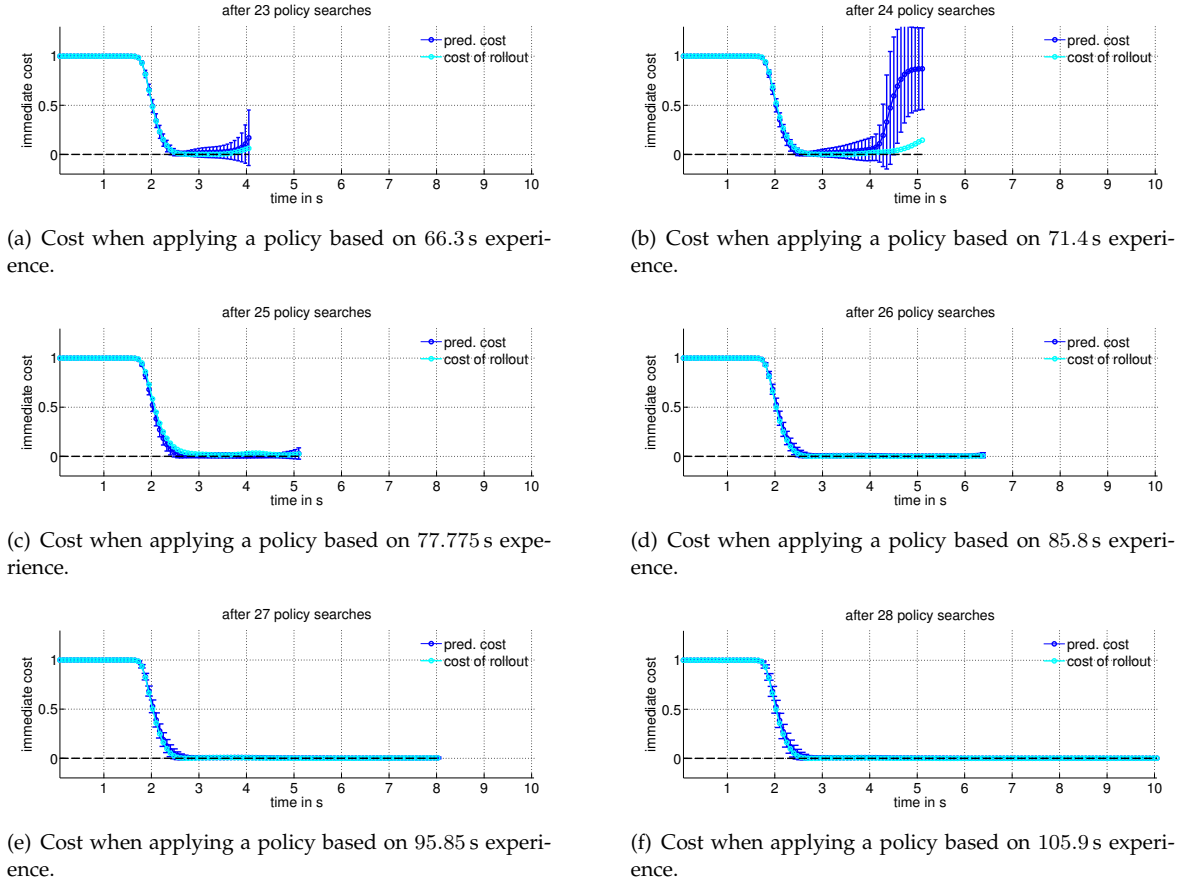 after 23 policy searches
pred. cost
cost of rollout
immediate cost
1
0.5
0
1 2 3 4 5 6 7 8 9 10
time in s
(a) Cost when applying a policy based on 66.3 s experi-
ence.
after 24 policy searches
pred. cost
cost of rollout
immediate cost
1
0.5
0
1 2 3 4 5 6 7 8 9 10
time in s
(b) Cost when applying a policy based on 71.4 s experi-
ence.
after 25 policy searches
pred. cost
cost of rollout
immediate cost
1
0.5
0
1 2 3 4 5 6 7 8 9 10
time in s
(c) Cost when applying a policy based on 77.775 s expe-
rience.
after 26 policy searches
pred. cost
cost of rollout
immediate cost
1
0.5
0
1 2 3 4 5 6 7 8 9 10
time in s
(d) Cost when applying a policy based on 85.8 s experi-
ence.
after 27 policy searches
pred. cost
cost of rollout
immediate cost
1
0.5
0
1 2 3 4 5 6 7 8 9 10
time in s
(e) Cost when applying a policy based on 95.85 s experi-
ence.
after 28 policy searches
pred. cost
cost of rollout
immediate cost
1
0.5
0
1 2 3 4 5 6 7 8 9 10
time in s
(f) Cost when applying a policy based on 105.9 s experi-
ence.